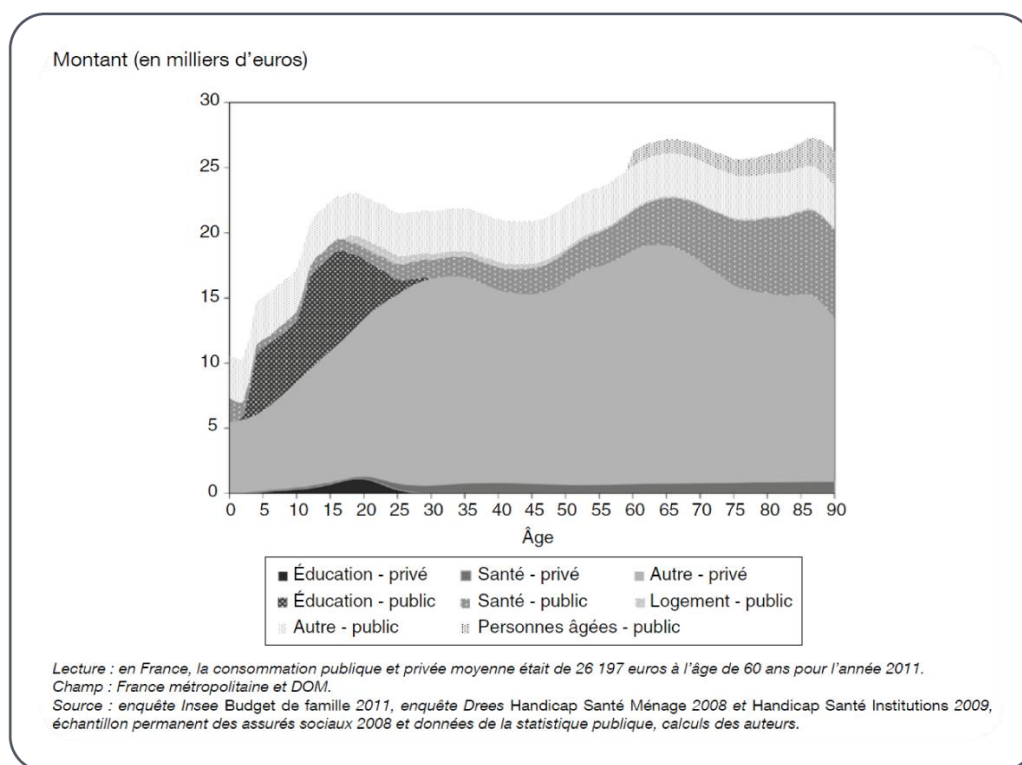 Montant (en milliers d'euros)
30
25
20
15
10
5
0
0 5 10 15 20 25 30 35 40 45 50 55 60 65 70 75 80 85 90
Âge
Éducation - privé Santé - privé Autre - privé
Éducation - public Santé - public Logement - public
Autre - public Personnes âgées - public
Lecture : en France, la consommation publique et privée moyenne était de 26 197 euros à l'âge de 60 ans pour l'année 2011.
Champ : France métropolitaine et DOM.
Source : enquête Insee Budget de famille 2011, enquête Drees Handicap Santé Ménage 2008 et Handicap Santé Institutions 2009,
échantillon permanent des assurés sociaux 2008 et données de la statistique publique, calculs des auteurs.